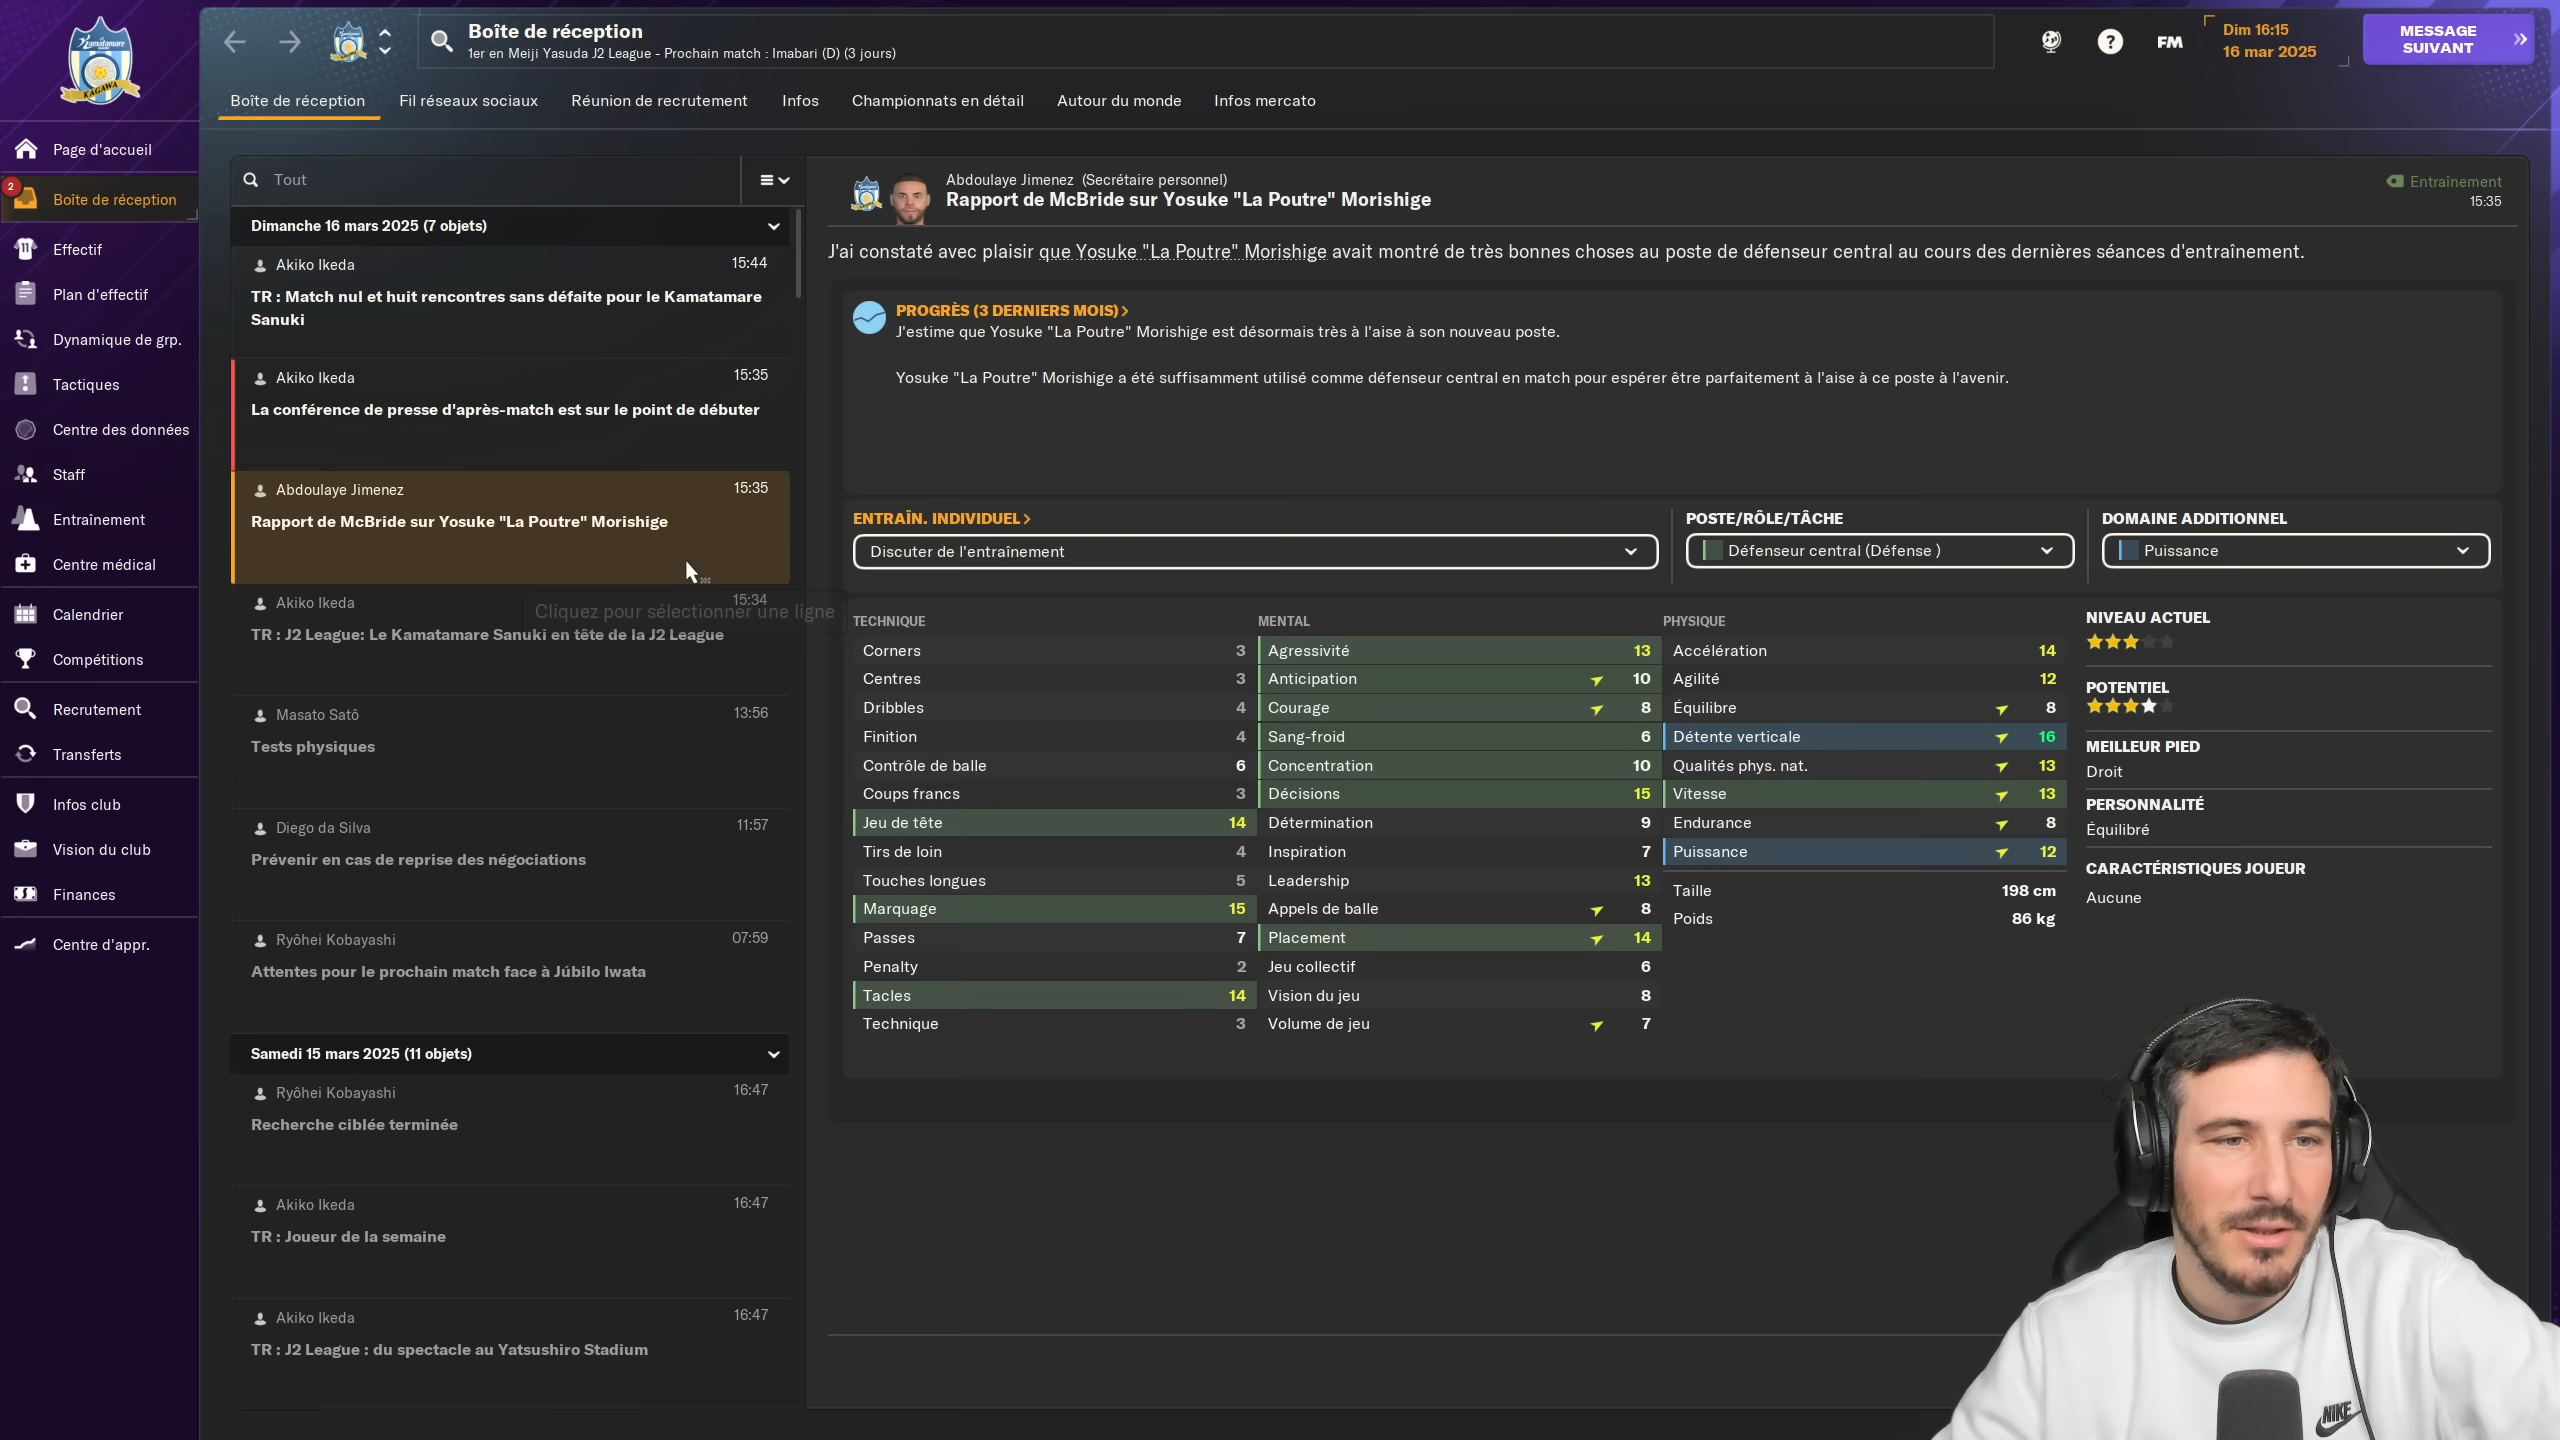 Kamatamare
KAGAWA
Boîte de réception
1er en Meiji Yasuda J2 League - Prochain match : Imabari (D) (3 jours)
FM
Dim 16:15
16 mar 2025
MESSAGE
SUIVANT
Boîte de réception
Fil réseaux sociaux
Réunion de recrutement
Infos
Championnats en détail
Autour du monde
Infos mercato
Page d'accueil
2
Boîte de réception
Effectif
Plan d'effectif
Dynamique de grp.
Tactiques
Centre des données
Staff
Entraînement
Centre médical
Calendrier
Compétitions
Recrutement
Transferts
Infos club
Vision du club
Finances
Centre d'appr.
Tout
Dimanche 16 mars 2025 (7 objets)
Akiko Ikeda 15:44
TR : Match nul et huit rencontres sans défaite pour le Kamatamare
Sanuki
Akiko Ikeda 15:35
La conférence de presse d'après-match est sur le point de débuter
Abdoulaye Jimenez 15:35
Rapport de McBride sur Yosuke "La Poutre" Morishige
Akiko Ikeda 15:34
Cliquez pour sélectionner une ligne
TR : J2 League: Le Kamatamare Sanuki en tête de la J2 League
Masato Satô 13:56
Tests physiques
Diego da Silva 11:57
Prévenir en cas de reprise des négociations
Ryôhei Kobayashi 07:59
Attentes pour le prochain match face à Júbilo Iwata
Samedi 15 mars 2025 (11 objets)
Ryôhei Kobayashi 16:47
Recherche ciblée terminée
Akiko Ikeda 16:47
TR : Joueur de la semaine
Akiko Ikeda 16:47
TR : J2 League : du spectacle au Yatsushiro Stadium
Abdoulaye Jimenez (Secrétaire personnel)
Rapport de McBride sur Yosuke "La Poutre" Morishige
Entrainement
15:35
J'ai constaté avec plaisir que Yosuke "La Poutre" Morishige avait montré de très bonnes choses au poste de défenseur central au cours des dernières séances d'entraînement.
PROGRÈS (3 DERNIERS MOIS)
J'estime que Yosuke "La Poutre" Morishige est désormais très à l'aise à son nouveau poste.
Yosuke "La Poutre" Morishige a été suffisamment utilisé comme défenseur central en match pour espérer être parfaitement à l'aise à ce poste à l'avenir.
ENTRAÎN. INDIVIDUEL
Discuter de l'entraînement
POSTE/RÔLE/TÂCHE
Défenseur central (Défense )
DOMAINE ADDITIONNEL
Puissance
TECHNIQUE
Corners 3
Centres 3
Dribbles 4
Finition 4
Contrôle de balle 6
Coups francs 3
Jeu de tête 14
Tirs de loin 4
Touches longues 5
Marquage 15
Passes 7
Penalty 2
Tacles 14
Technique 3
MENTAL
Agressivité 13
Anticipation 10
Courage 8
Sang-froid 6
Concentration 10
Décisions 15
Détermination 9
Inspiration 7
Leadership 13
Appels de balle 8
Placement 14
Jeu collectif 6
Vision du jeu 8
Volume de jeu 7
PHYSIQUE
Accélération 14
Agilité 12
Équilibre 8
Détente verticale 16
Qualités phys. nat. 13
Vitesse 13
Endurance 8
Puissance 12
Taille 198 cm
Poids 86 kg
NIVEAU ACTUEL
POTENTIEL
MEILLEUR PIED
Droit
PERSONNALITÉ
Équilibré
CARACTÉRISTIQUES JOUEUR
Aucune
NIKE